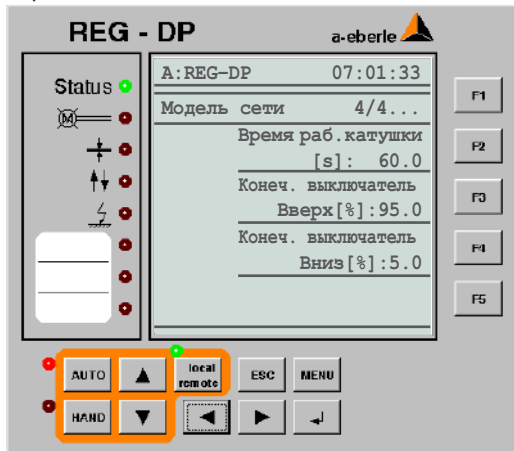 REG - DP
a-eberle
Status
A:REG-DP 07:01:33
Модель сети 4/4...
Время раб.катушки
[s]: 60.0
Конеч. выключатель
Вверх[%]:95.0
Конеч. выключатель
Вниз[%]:5.0
F1
F2
F3
F4
F5
M
AUTO
local
remote
ESC
MENU
HAND